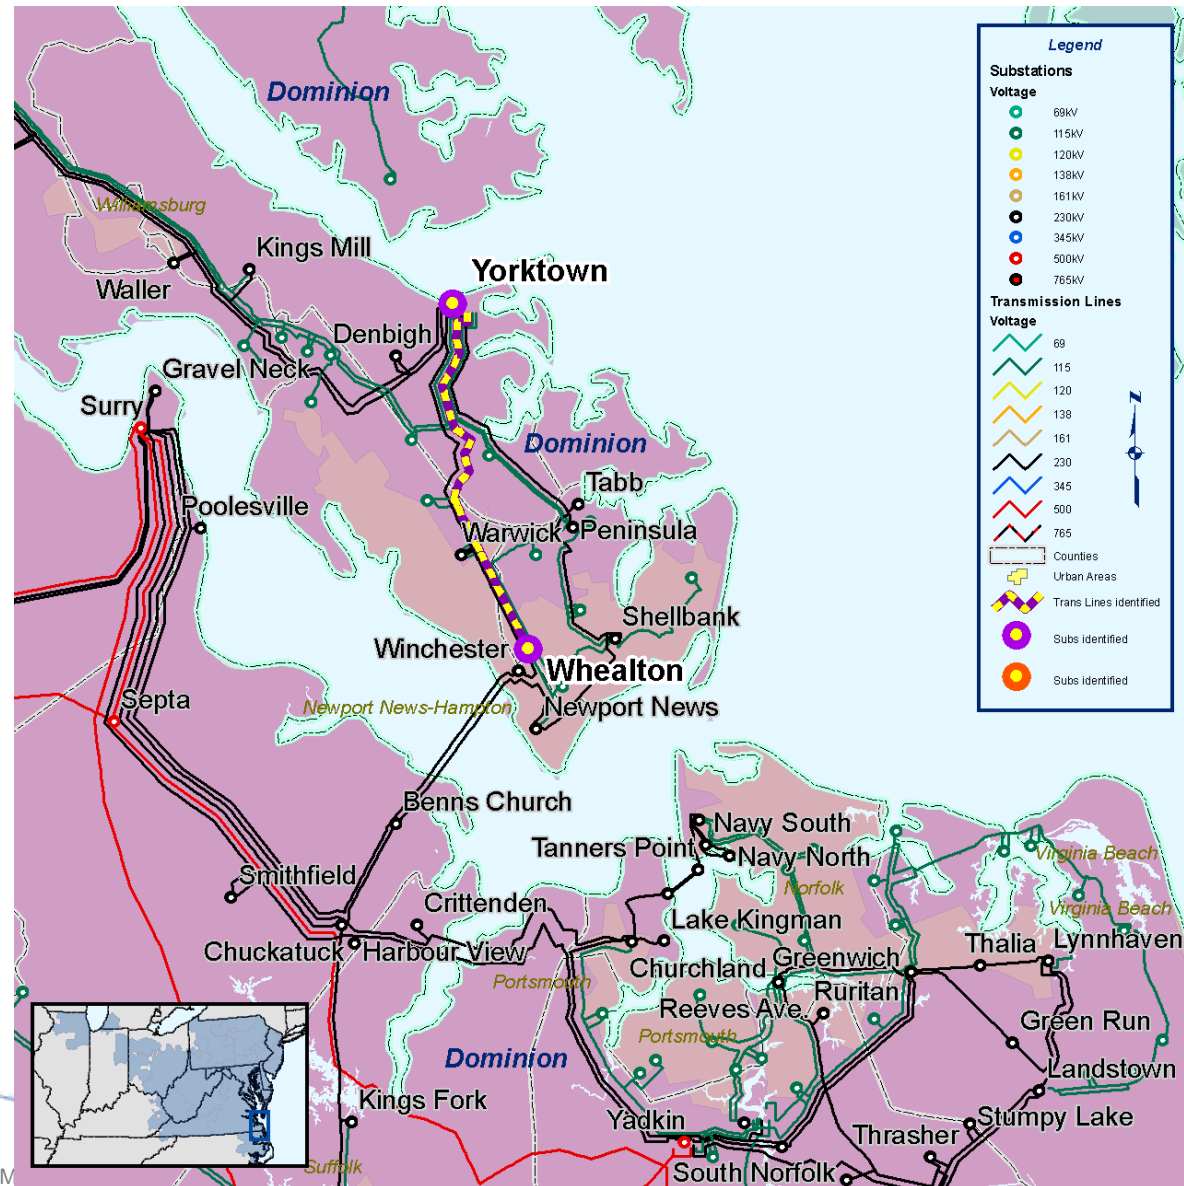 Dominion
Williamsburg
Kings Mill
Waller
Yorktown
Denbigh
Gravel Neck
Surry
Dominion
Tabb
Poolesville
Warwick
Peninsula
Shellbank
Winchester
Whealton
Septa
Newport News-Hampton
Newport News
Benns Church
Navy South
Tanners Point
Navy North
Virginia Beach
Norfolk
Smithfield
Crittenden
Lake Kingman
Virginia Beach
Chuckatuck
Harbour View
Greenwich
Thalia
Lynnhaven
Churchland
Portsmouth
Ruritan
Reeves Ave.
Portsmouth
Green Run
Dominion
Landstown
Kings Fork
Yadkin
Stumpy Lake
Thrasher
South Norfolk
Suffolk
M
Legend
Substations
Voltage
69kV
115kV
120kV
138kV
161kV
230kV
345kV
500kV
765kV
Transmission Lines
Voltage
69
115
120
138
161
230
345
500
765
Counties
Urban Areas
Trans Lines identified
Subs identified
Subs identified
N